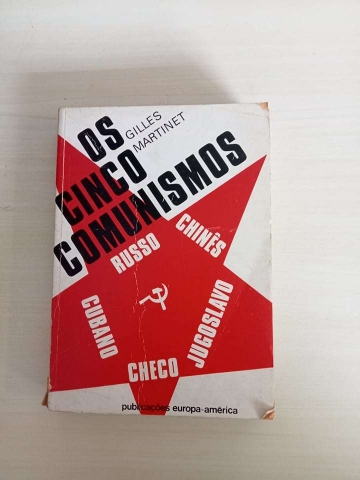 OS
CINCO
COMUNISMOS
GILLES
MARTINET
RUSSO
CHINÊS
CUBANO
JUGOSLAVO
CHECO
publicações europa-américa